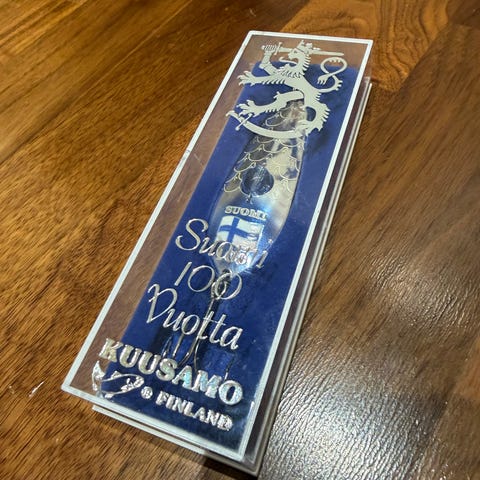 SUOMI
Suomi
100
Vuotta
KUUSAMO
® FINLAND